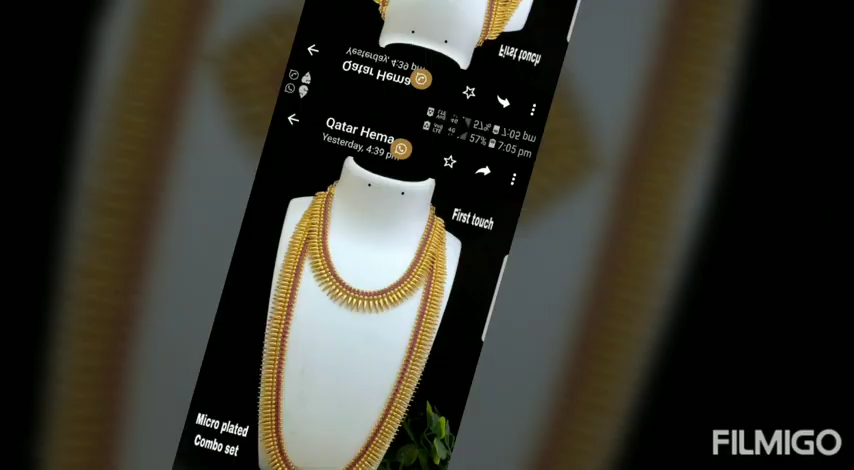 First touch
Yesterday, 4:39 pm
Qatar Hema
57% 7:05 pm
57% 7:05 pm
Qatar Hema
Yesterday, 4:39 pm
First touch
Micro plated
Combo set
FILMIGO